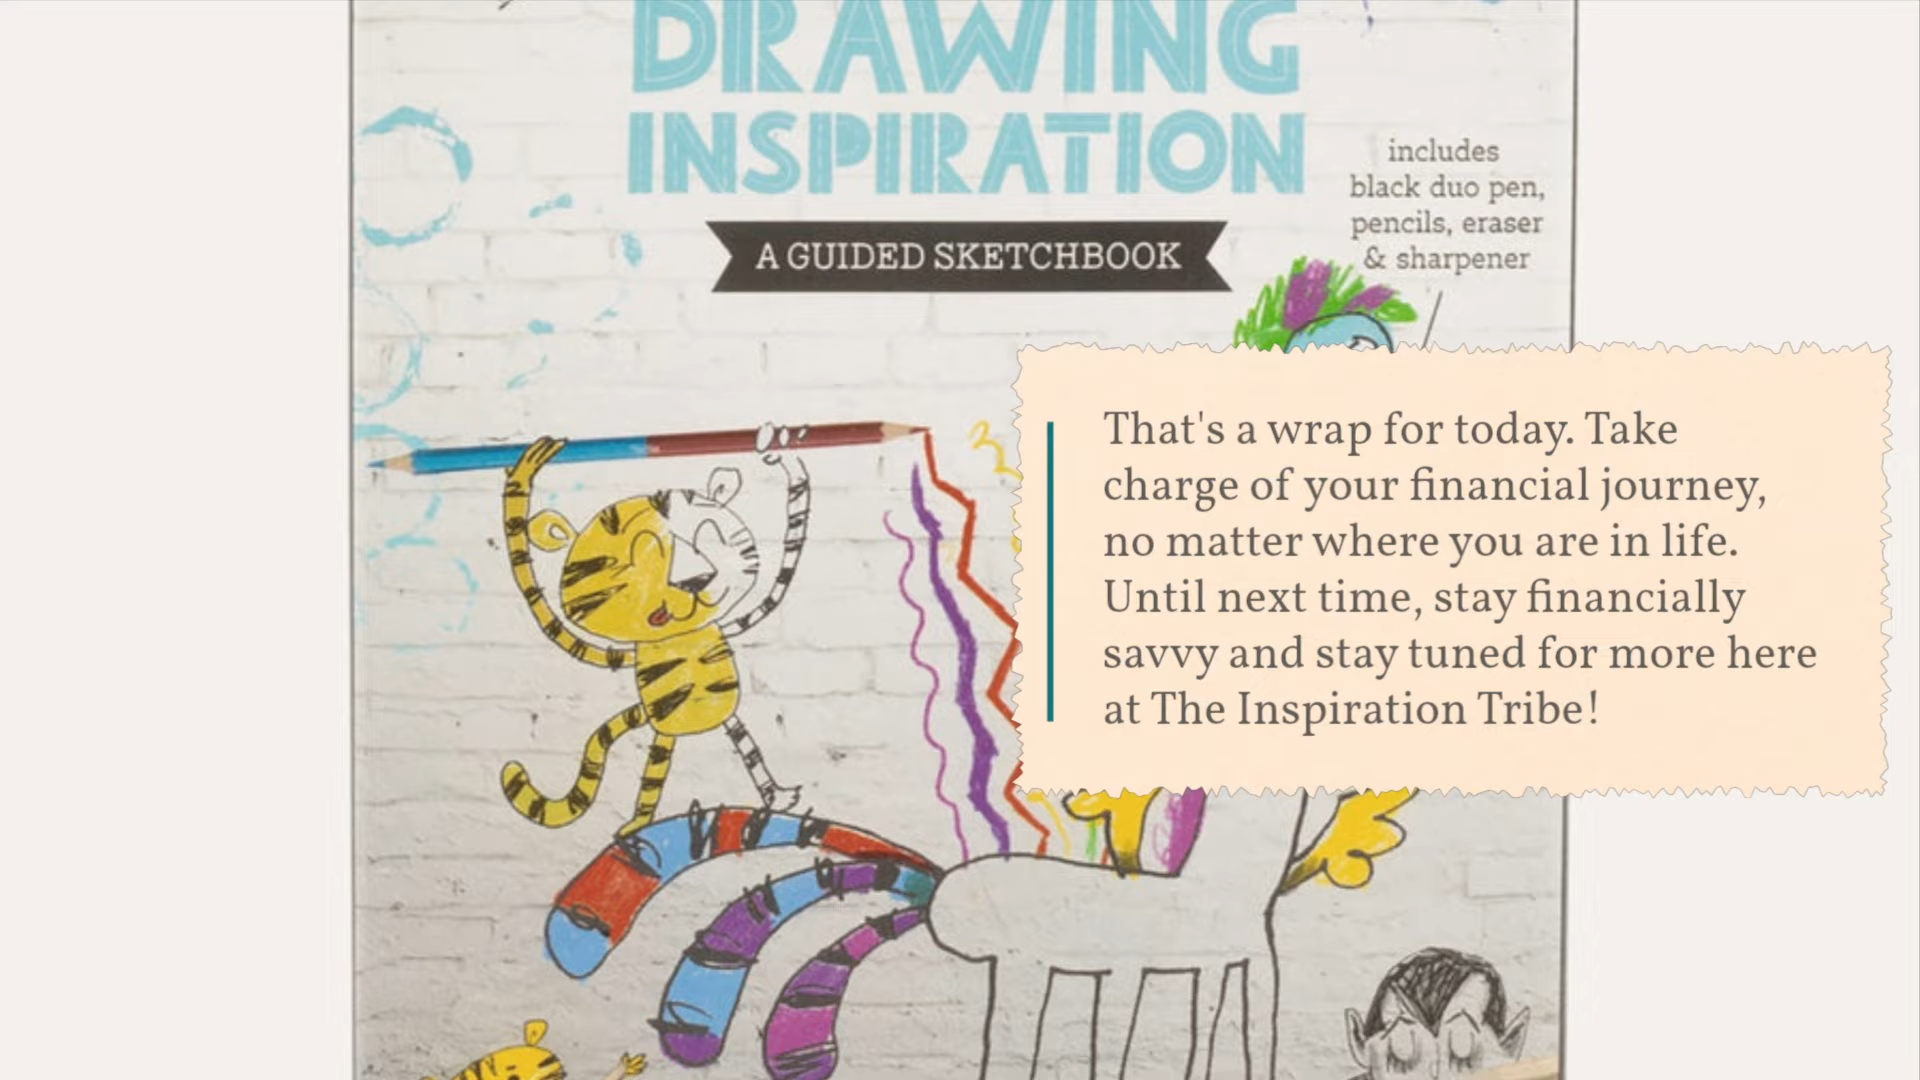 DRAWING
INSPIRATION
A GUIDED SKETCHBOOK
includes
black duo pen,
pencils, eraser
& sharpener
That's a wrap for today. Take
charge of your financial journey,
no matter where you are in life.
Until next time, stay financially
savvy and stay tuned for more here
at The Inspiration Tribe!